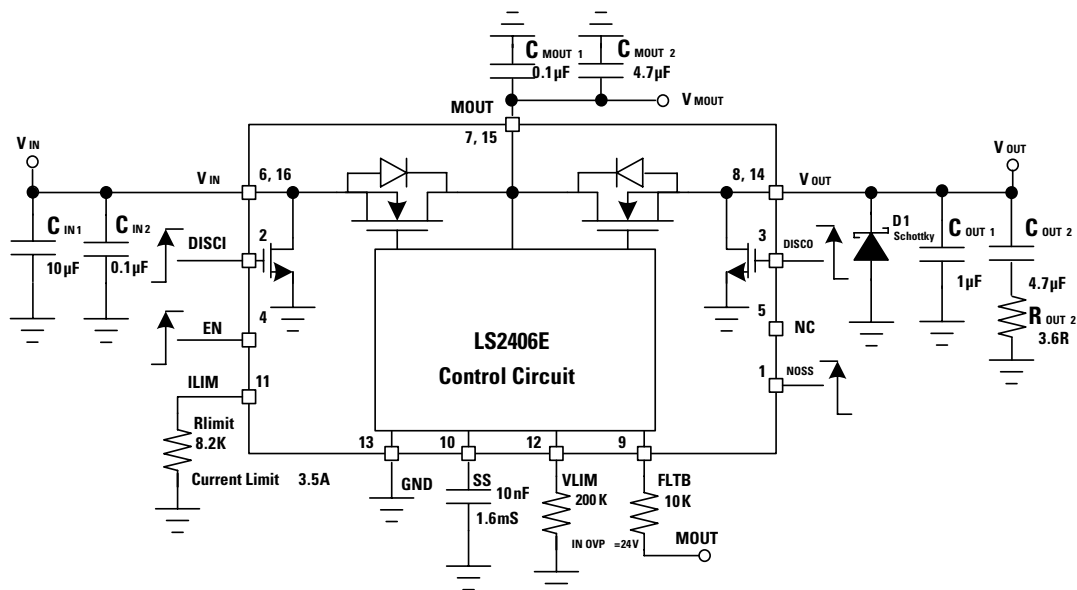 C MOUT 1
0.1µF
C MOUT 2
4.7µF
MOUT
V MOUT
7, 15
V IN
V IN
6, 16
8, 14
V OUT
V OUT
C IN1
10µF
C IN2
0.1µF
DISCI
2
3
DISCO
D1
Schottky
C OUT 1
1µF
C OUT 2
4.7µF
R OUT 2
3.6R
EN
4
5
NC
LS2406E
Control Circuit
1
NOSS
ILIM
11
Rlimit
8.2K
Current Limit 3.5A
13
10
12
9
GND
SS
10nF
1.6mS
VLIM
200K
IN OVP =24V
FLTB
10K
MOUT